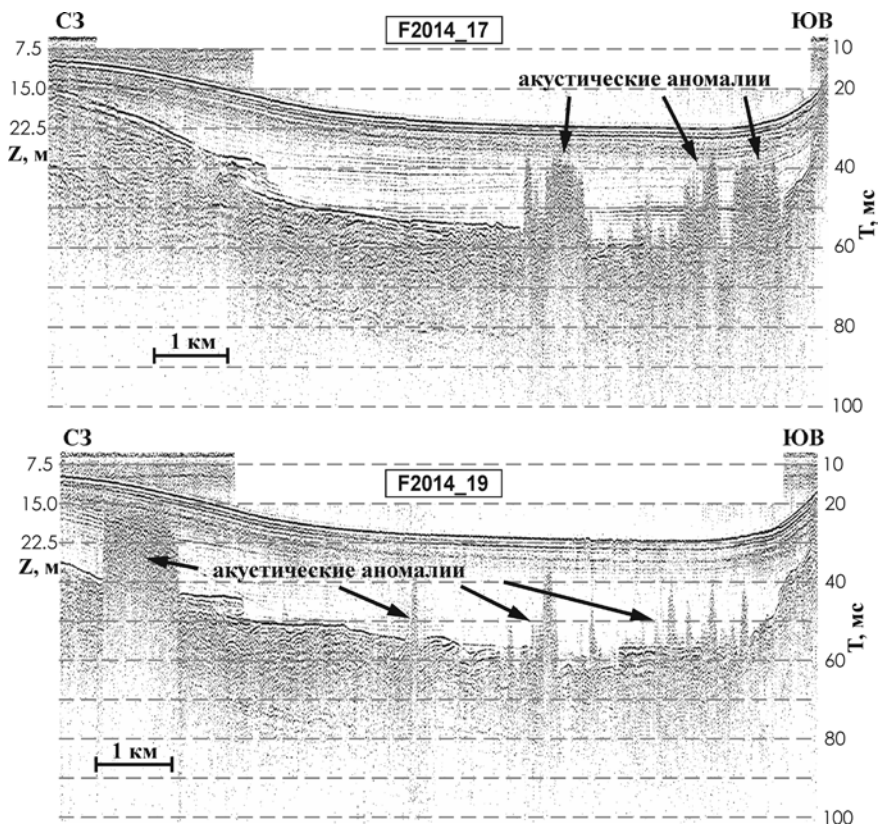 СЗ F2014_17 ЮВ
7.5 10
акустические аномалии
15.0 20
22.5
Z, м 40
T, мс
60
80
1 км
100
СЗ ЮВ
7.5 F2014_19 10
15.0 20
22.5
Z, м акустические аномалии 40
T, мс
60
1 км 80
100